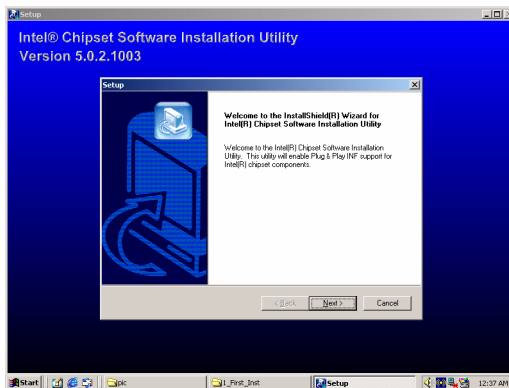 Setup
Intel® Chipset Software Installation Utility
Version 5.0.2.1003
Setup
Welcome to the InstallShield(R) Wizard for
Intel(R) Chipset Software Installation Utility
Welcome to the Intel(R) Chipset Software Installation
Utility. This utility will enable Plug & Play INF support for
Intel(R) chipset components.
< Back
Next >
Cancel
Start
pic
1_First_Inst
Setup
12:37 AM